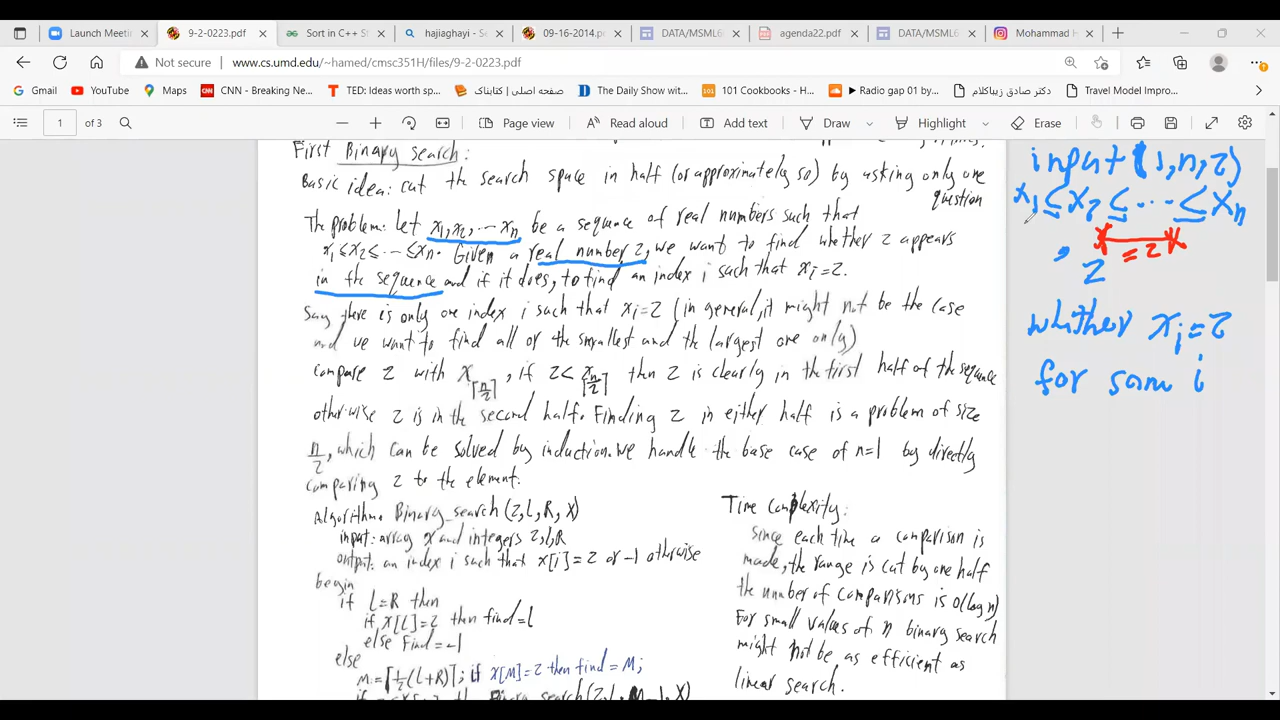 Launch Meeti
9-2-0223.pdf
Sort in C++ St
hajiaghayi - Se
09-16-2014.pd
DATA/MSML6
agenda22.pdf
DATA/MSML6
Mohammad H
Not secure | www.cs.umd.edu/~hamed/cmsc351H/files/9-2-0223.pdf
Gmail
YouTube
Maps
CNN - Breaking Ne...
TED: Ideas worth sp...
صفحه اصلی | کتابناک
The Daily Show wit...
101 Cookbooks - H...
Radio gap 01 by...
دکتر صادق زیباکلام
Travel Model Impro...
1 of 3
Page view
Read aloud
Add text
Draw
Highlight
Erase
First Binary search:
Basic idea: cut the search space in half (or approximately so) by asking only one
question
The problem: Let x1, x2, ... xn be a sequence of real numbers such that
x1≤x2≤...≤xn. Given a real number z, we want to find whether z appears
in the sequence and if it does, to find an index i such that xi=z.
Say there is only one index i such that xi=z (in general, it might not be the case
and we want to find all or the smallest and the largest one only)
compare z with x⌈n/2⌉, if z< x⌈n/2⌉ then z is clearly in the first half of the sequence
otherwise z is in the second half. Finding z in either half is a problem of size
n/2, which can be solved by induction. We handle the base case of n=1 by directly
comparing z to the element.
Algorithm Binary_search (z, L, R, X)
input: array X and integers z, L, R
output: an index i such that x[i]=z or -1 otherwise
begin
if L=R then
if x[L]=z then find=L
else Find=-1
else
M:=⌈½(L+R)⌉; if x[M]=z then find=M;
Binary_search(z, L, M-1, X)
Time complexity:
Since each time a comparison is
made, the range is cut by one half
the number of comparisons is O(log n)
For small values of n binary search
might not be as efficient as
linear search.
input (1,n,z)
x1≤x2≤...≤xn
= z
, z
whether xi=z
for som i